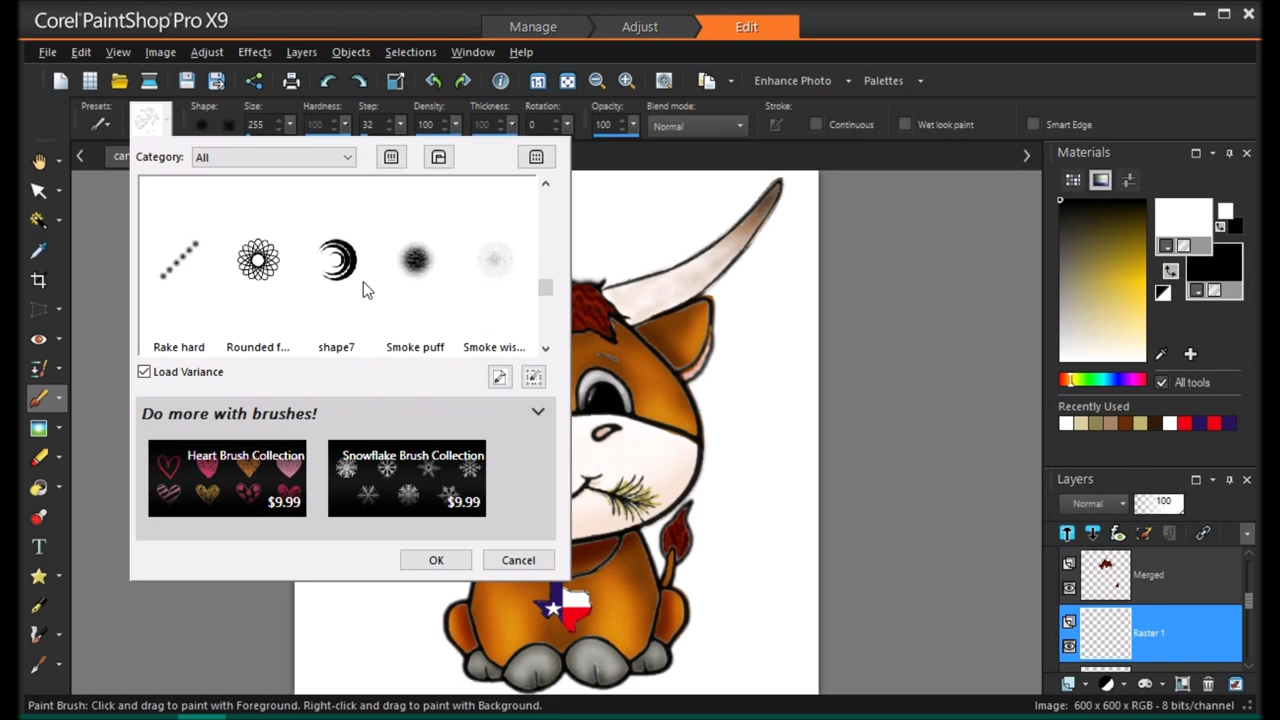 Corel PaintShop Pro X9
Manage
Adjust
Edit
File Edit View Image Adjust Effects Layers Objects Selections Window Help
Enhance Photo
Palettes
Presets:
Shape:
Size:
255
Hardness:
100
Step:
32
Density:
100
Thickness:
100
Rotation:
0
Opacity:
100
Blend mode:
Normal
Stroke:
Continuous
Wet look paint
Smart Edge
Category:
All
Rake hard
Rounded f...
shape7
Smoke puff
Smoke wis...
Load Variance
Do more with brushes!
Heart Brush Collection
$9.99
Snowflake Brush Collection
$9.99
OK
Cancel
Materials
All tools
Recently Used
Layers
Normal
100
Merged
Raster 1
Paint Brush: Click and drag to paint with Foreground. Right-click and drag to paint with Background.
Image: 600 x 600 x RGB - 8 bits/channel